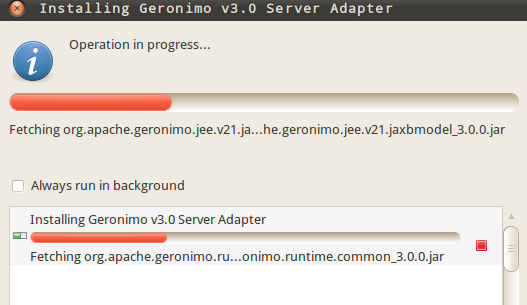 Installing Geronimo v3.0 Server Adapter
Operation in progress...
Fetching org.apache.geronimo.jee.v21.ja...he.geronimo.jee.v21.jaxbmodel_3.0.0.jar
Always run in background
Installing Geronimo v3.0 Server Adapter
Fetching org.apache.geronimo.ru...onimo.runtime.common_3.0.0.jar